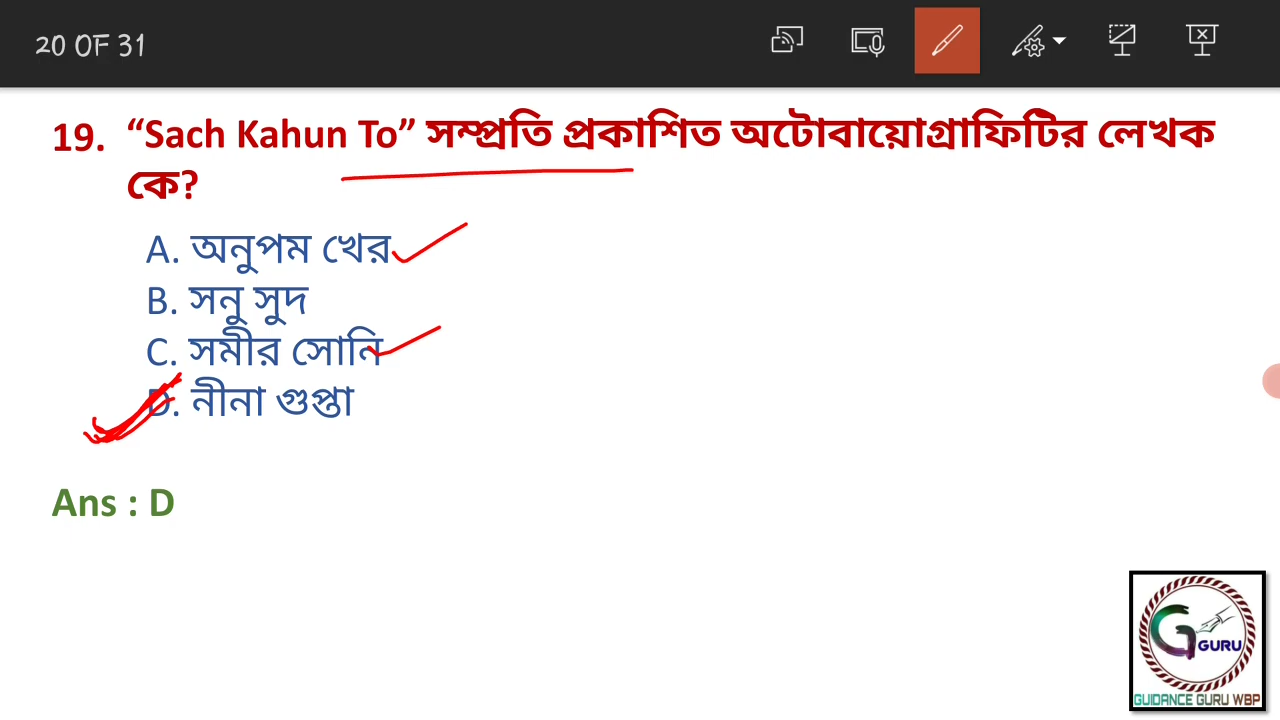 20 OF 31
19. “Sach Kahun To” সম্প্রতি প্রকাশিত অটোবায়োগ্রাফিটির লেখক
কে?
A. অনুপম খের
B. সনু সুদ
C. সমীর সোনি
D. নীনা গুপ্তা
Ans : D
G GURU
GUIDANCE GURU WBP